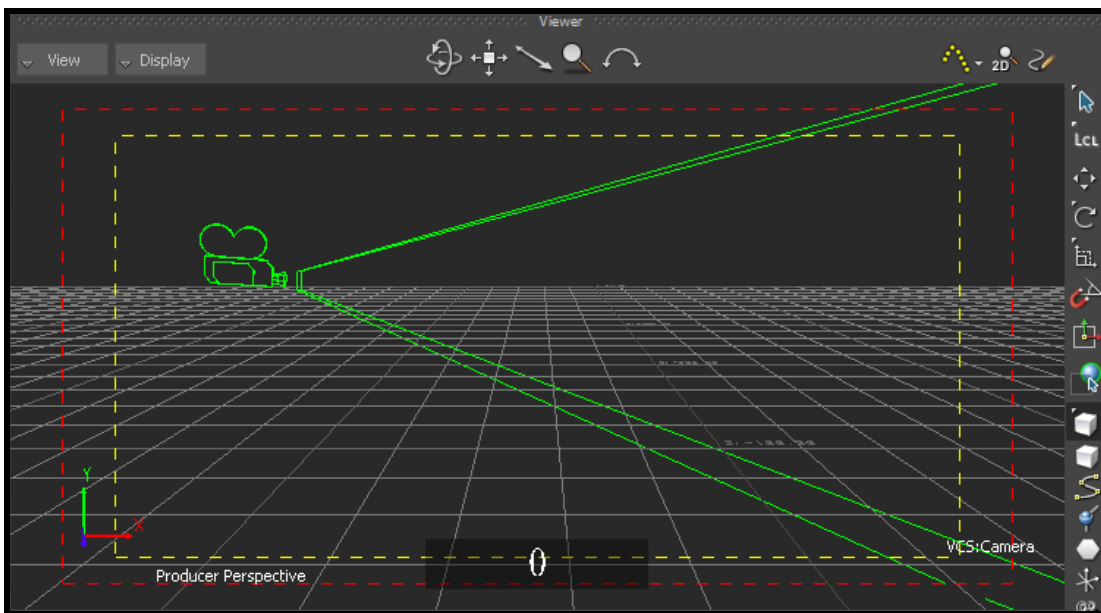 Viewer
View
Display
2D
LCL
Y
X
VCS:Camera
0
Producer Perspective